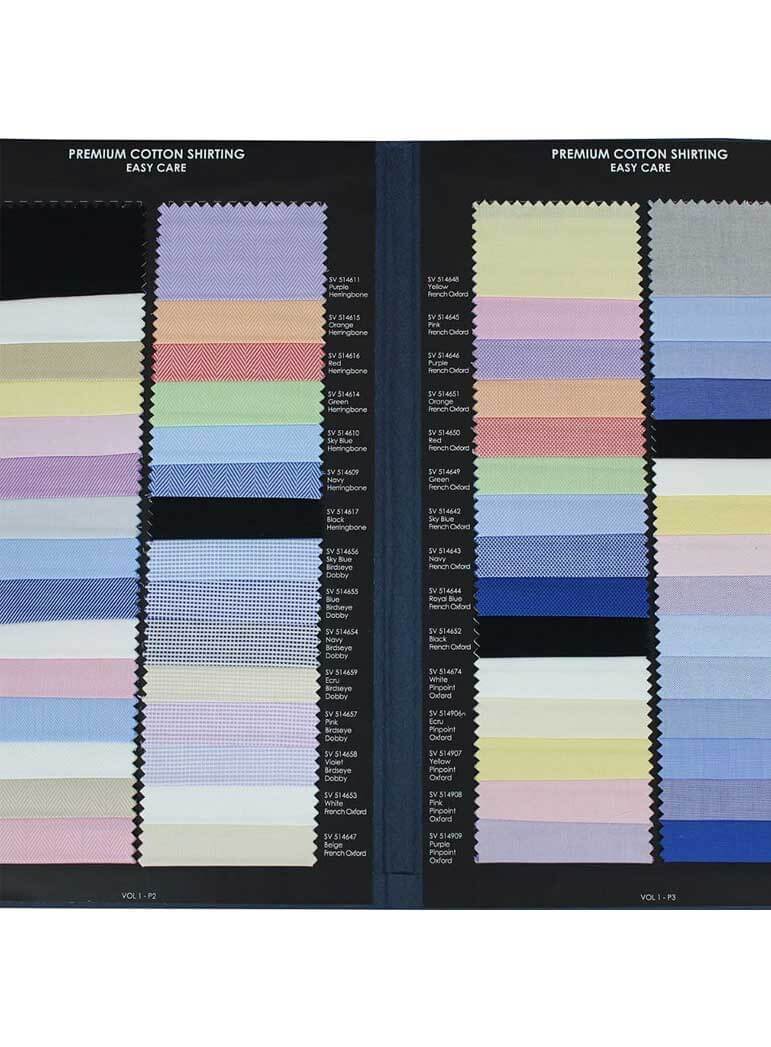 PREMIUM COTTON SHIRTING
EASY CARE
SV 514611
Purple
Herringbone
SV 514615
Orange
Herringbone
SV 514616
Red
Herringbone
SV 514614
Green
Herringbone
SV 514610
Sky Blue
Herringbone
SV 514609
Navy
Herringbone
SV 514617
Black
Herringbone
SV 514656
Sky Blue
Birdseye
Dobby
SV 514655
Blue
Birdseye
Dobby
SV 514654
Navy
Birdseye
Dobby
SV 514659
Ecru
Birdseye
Dobby
SV 514657
Pink
Birdseye
Dobby
SV 514658
Violet
Birdseye
Dobby
SV 514653
White
French Oxford
SV 514647
Beige
French Oxford
VOL 1 - P2
PREMIUM COTTON SHIRTING
EASY CARE
SV 514648
Yellow
French Oxford
SV 514645
Pink
French Oxford
SV 514646
Purple
French Oxford
SV 514651
Orange
French Oxford
SV 514650
Red
French Oxford
SV 514649
Green
French Oxford
SV 514642
Sky Blue
French Oxford
SV 514643
Navy
French Oxford
SV 514644
Royal Blue
French Oxford
SV 514652
Black
French Oxford
SV 514674
White
Pinpoint
Oxford
SV 514906
Ecru
Pinpoint
Oxford
SV 514907
Yellow
Pinpoint
Oxford
SV 514908
Pink
Pinpoint
Oxford
SV 514909
Purple
Pinpoint
Oxford
VOL 1 - P3